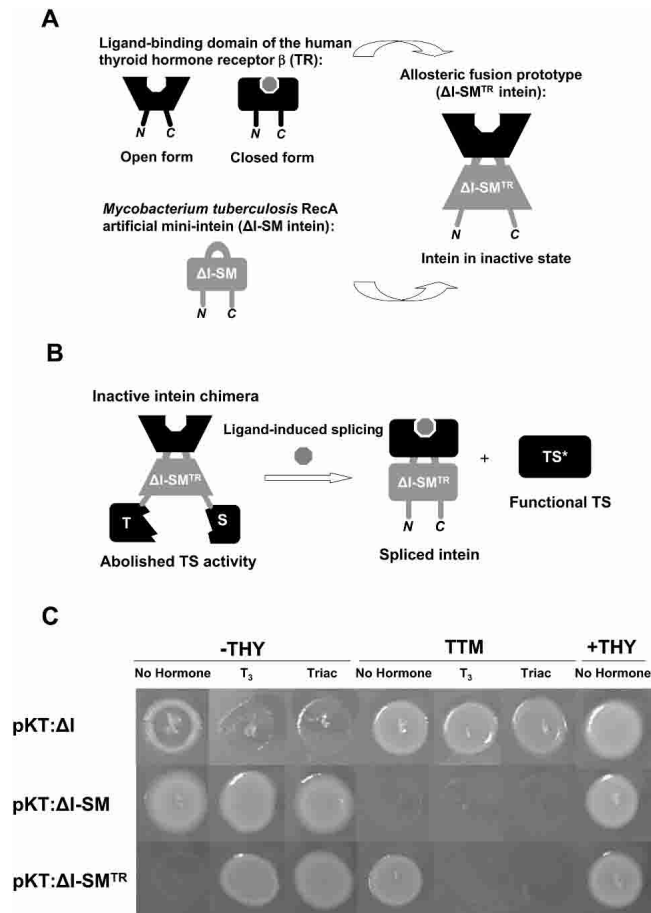 A
Ligand-binding domain of the human
thyroid hormone receptor β (TR):
N C
N C
Open form
Closed form
Allosteric fusion prototype
(ΔI-SMTR intein):
ΔI-SMTR
N C
Intein in inactive state
Mycobacterium tuberculosis RecA
artificial mini-intein (ΔI-SM intein):
ΔI-SM
N C
B
Inactive intein chimera
ΔI-SMTR
T S
Abolished TS activity
Ligand-induced splicing
ΔI-SMTR
N C
Spliced intein
+
TS*
Functional TS
C
-THY TTM +THY
No Hormone T3 Triac No Hormone T3 Triac No Hormone
pKT:ΔI
pKT:ΔI-SM
pKT:ΔI-SMTR